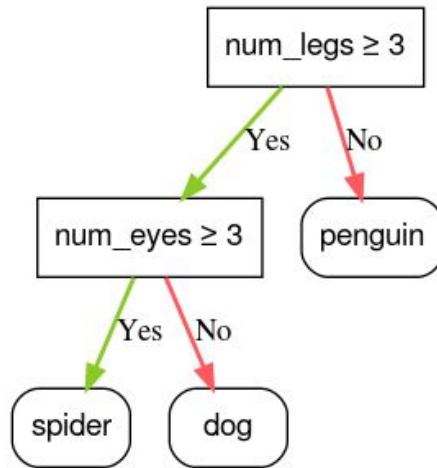 num_legs ≥ 3
Yes
No
num_eyes ≥ 3
penguin
Yes
No
spider
dog